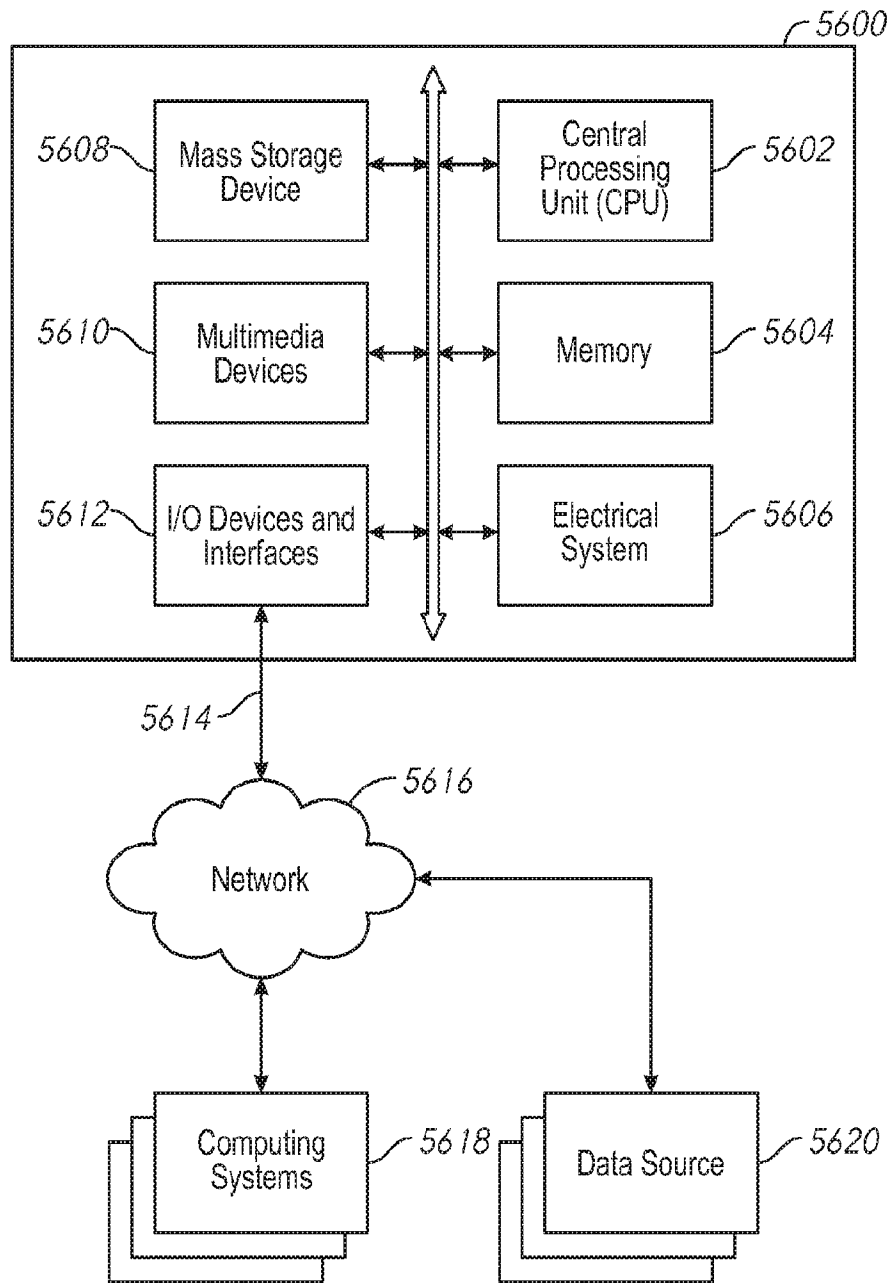 5600
5608
Mass Storage
Device
Central
Processing
Unit (CPU)
5602
5610
Multimedia
Devices
Memory
5604
5612
I/O Devices and
Interfaces
Electrical
System
5606
5614
5616
Network
Computing
Systems
5618
Data Source
5620